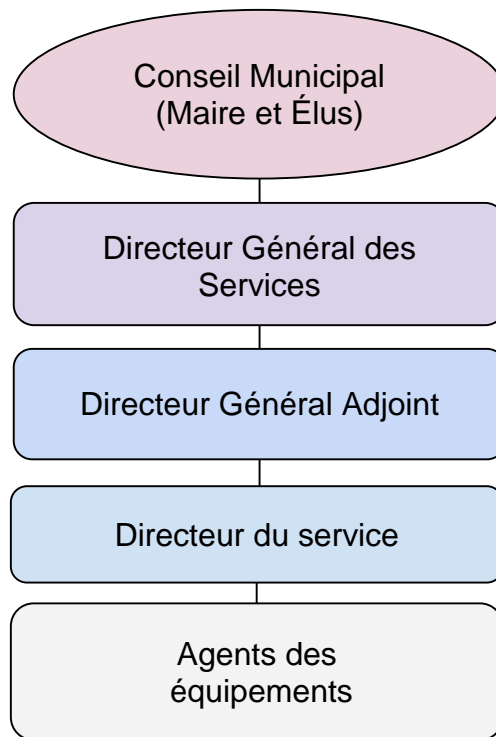 Conseil Municipal
(Maire et Élus)
Directeur Général des
Services
Directeur Général Adjoint
Directeur du service
Agents des
équipements